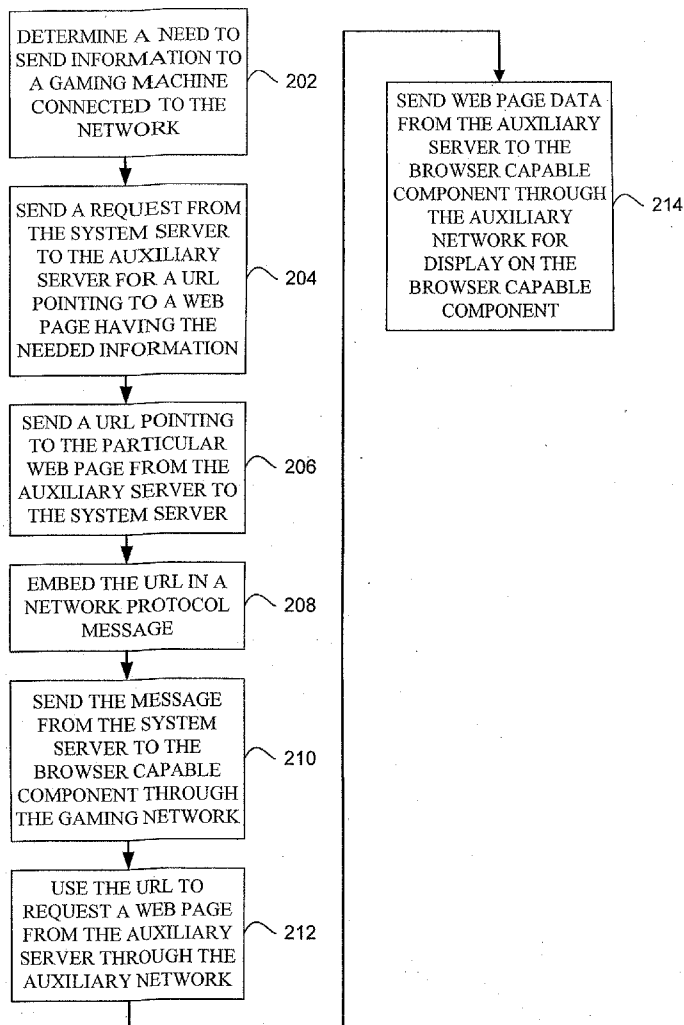 DETERMINE A NEED TO
SEND INFORMATION TO
A GAMING MACHINE
CONNECTED TO THE
NETWORK
202
SEND A REQUEST FROM
THE SYSTEM SERVER
TO THE AUXILIARY
SERVER FOR A URL
POINTING TO A WEB
PAGE HAVING THE
NEEDED INFORMATION
204
SEND A URL POINTING
TO THE PARTICULAR
WEB PAGE FROM THE
AUXILIARY SERVER TO
THE SYSTEM SERVER
206
EMBED THE URL IN A
NETWORK PROTOCOL
MESSAGE
208
SEND THE MESSAGE
FROM THE SYSTEM
SERVER TO THE
BROWSER CAPABLE
COMPONENT THROUGH
THE GAMING NETWORK
210
USE THE URL TO
REQUEST A WEB PAGE
FROM THE AUXILIARY
SERVER THROUGH THE
AUXILIARY NETWORK
212
SEND WEB PAGE DATA
FROM THE AUXILIARY
SERVER TO THE
BROWSER CAPABLE
COMPONENT THROUGH
THE AUXILIARY
NETWORK FOR
DISPLAY ON THE
BROWSER CAPABLE
COMPONENT
214